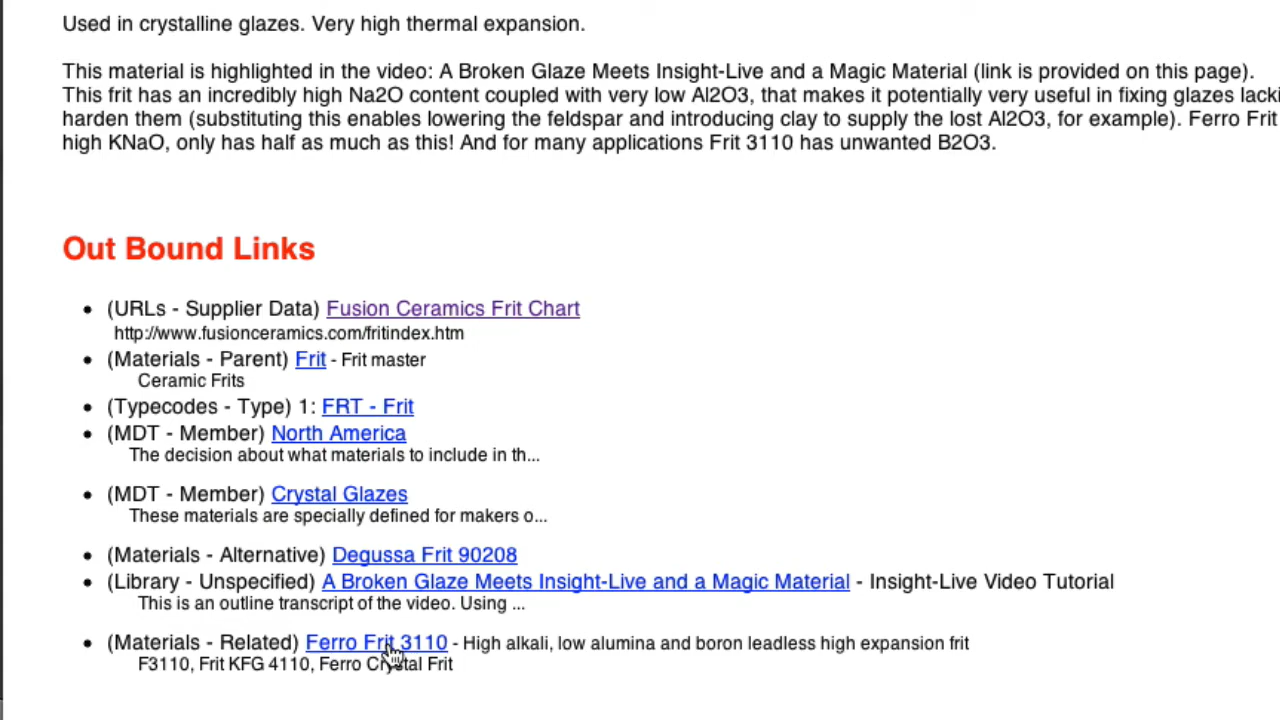 Used in crystalline glazes. Very high thermal expansion.
This material is highlighted in the video: A Broken Glaze Meets Insight-Live and a Magic Material (link is provided on this page).
This frit has an incredibly high Na2O content coupled with very low Al2O3, that makes it potentially very useful in fixing glazes lacki
harden them (substituting this enables lowering the feldspar and introducing clay to supply the lost Al2O3, for example). Ferro Frit
high KNaO, only has half as much as this! And for many applications Frit 3110 has unwanted B2O3.
Out Bound Links
• (URLs - Supplier Data) Fusion Ceramics Frit Chart
http://www.fusionceramics.com/fritindex.htm
• (Materials - Parent) Frit - Frit master
Ceramic Frits
• (Typecodes - Type) 1: FRT - Frit
• (MDT - Member) North America
The decision about what materials to include in th...
• (MDT - Member) Crystal Glazes
These materials are specially defined for makers o...
• (Materials - Alternative) Degussa Frit 90208
• (Library - Unspecified) A Broken Glaze Meets Insight-Live and a Magic Material - Insight-Live Video Tutorial
This is an outline transcript of the video. Using ...
• (Materials - Related) Ferro Frit 3110 - High alkali, low alumina and boron leadless high expansion frit
F3110, Frit KFG 4110, Ferro Crystal Frit